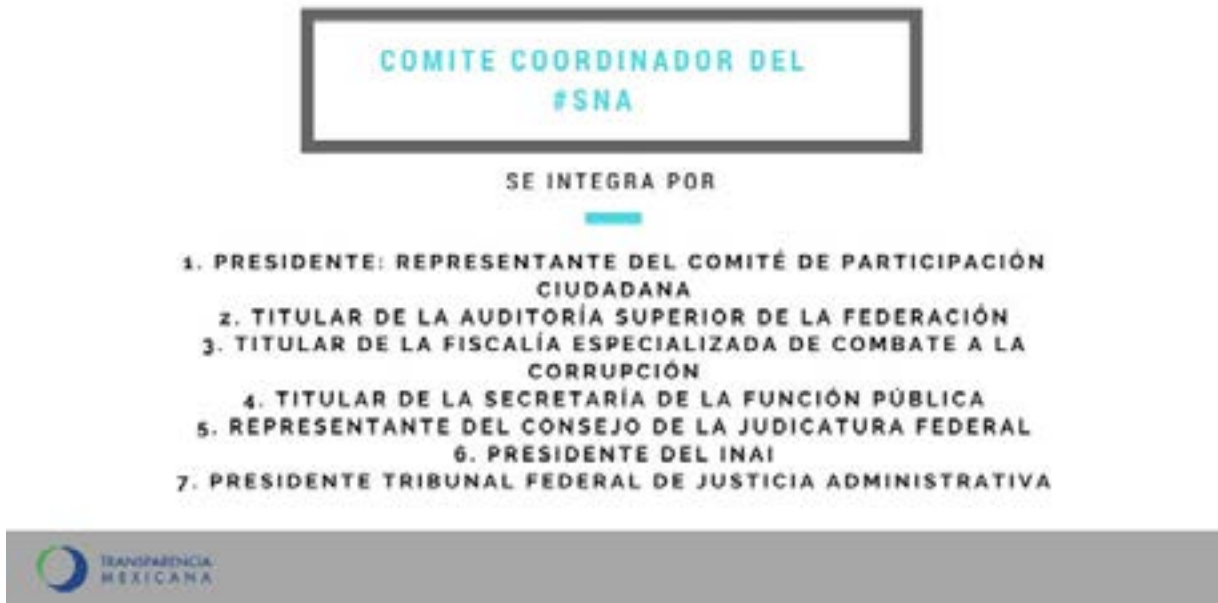 COMITE COORDINADOR DEL
#SNA
SE INTEGRA POR
1. PRESIDENTE: REPRESENTANTE DEL COMITÉ DE PARTICIPACIÓN
CIUDADANA
2. TITULAR DE LA AUDITORÍA SUPERIOR DE LA FEDERACIÓN
3. TITULAR DE LA FISCALÍA ESPECIALIZADA DE COMBATE A LA
CORRUPCIÓN
4. TITULAR DE LA SECRETARÍA DE LA FUNCIÓN PÚBLICA
5. REPRESENTANTE DEL CONSEJO DE LA JUDICATURA FEDERAL
6. PRESIDENTE DEL INAI
7. PRESIDENTE TRIBUNAL FEDERAL DE JUSTICIA ADMINISTRATIVA
TRANSPARENCIA
MEXICANA